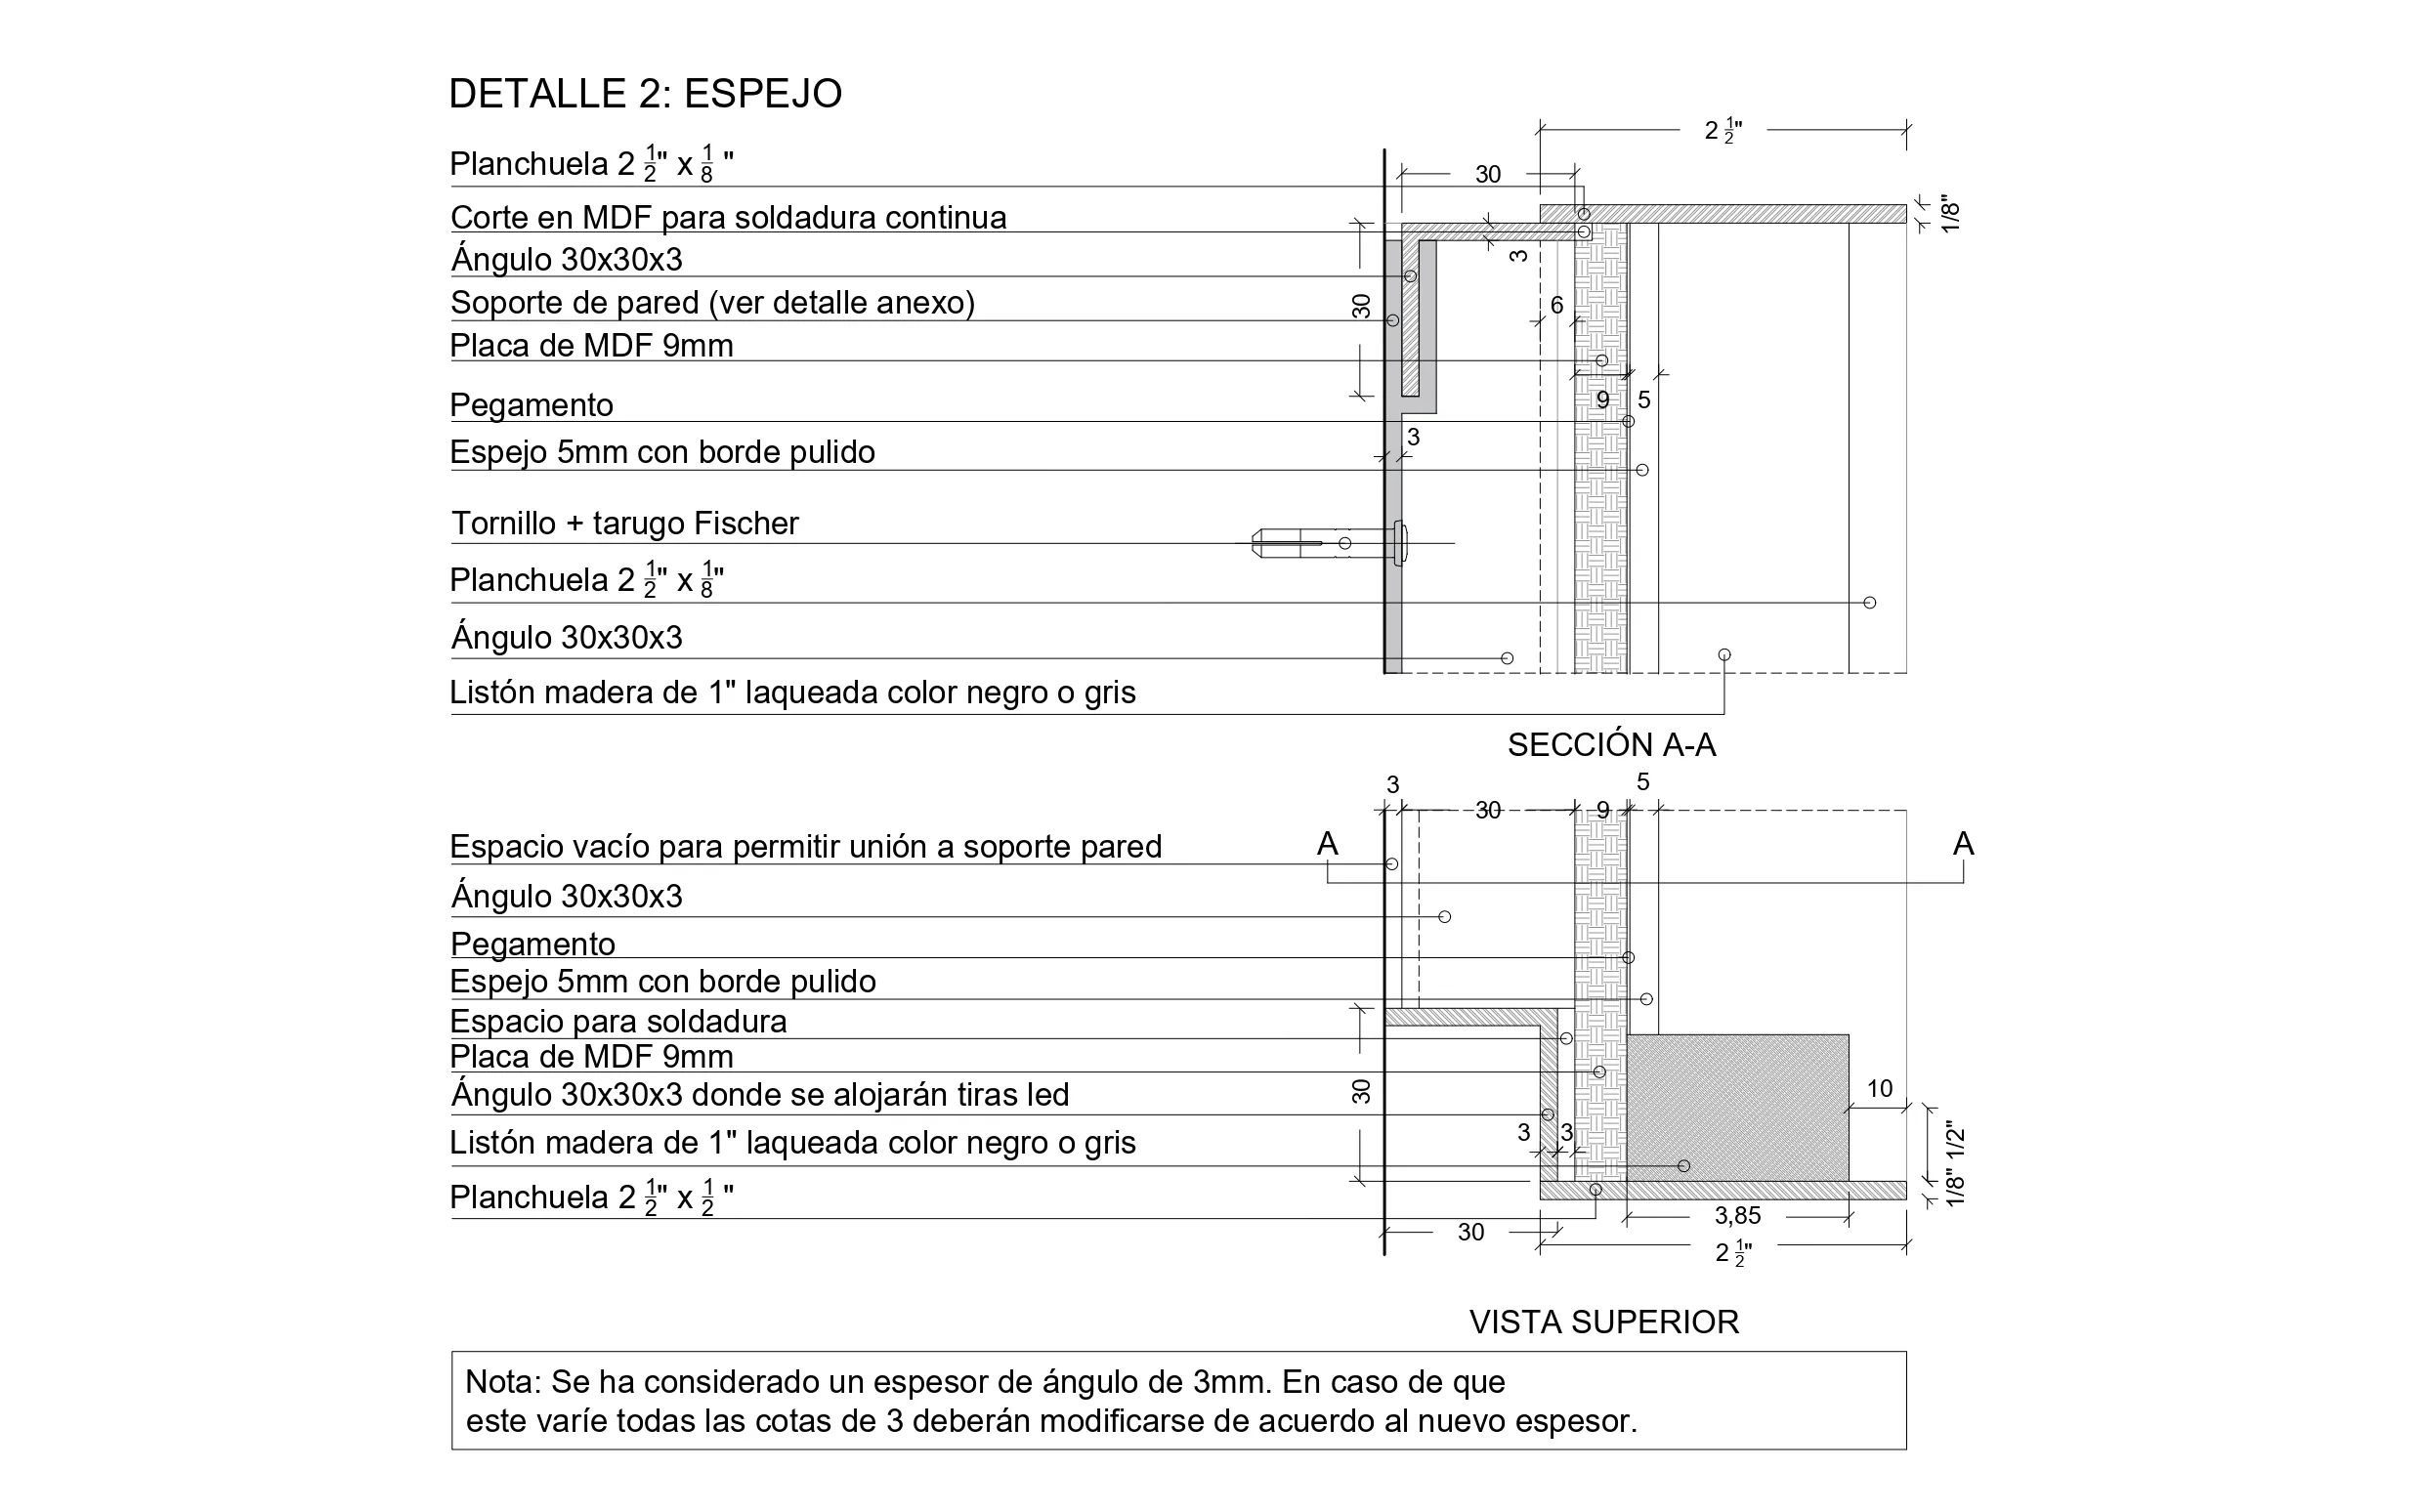 DETALLE 2: ESPEJO
2 1/2"
Planchuela 2 1/2" x 1/8 "
30
1/8"
Corte en MDF para soldadura continua
3
Ángulo 30x30x3
Soporte de pared (ver detalle anexo)
30
6
Placa de MDF 9mm
9
5
Pegamento
3
Espejo 5mm con borde pulido
Tornillo + tarugo Fischer
Planchuela 2 1/2" x 1/8"
Ángulo 30x30x3
Listón madera de 1" laqueada color negro o gris
SECCIÓN A-A
3
30
9
5
A
A
Espacio vacío para permitir unión a soporte pared
Ángulo 30x30x3
Pegamento
Espejo 5mm con borde pulido
Espacio para soldadura
Placa de MDF 9mm
Ángulo 30x30x3 donde se alojarán tiras led
30
10
Listón madera de 1" laqueada color negro o gris
3
3
1/8" 1/2"
Planchuela 2 1/2" x 1/2 "
3,85
30
2 1/2"
VISTA SUPERIOR
Nota: Se ha considerado un espesor de ángulo de 3mm. En caso de que
este varíe todas las cotas de 3 deberán modificarse de acuerdo al nuevo espesor.